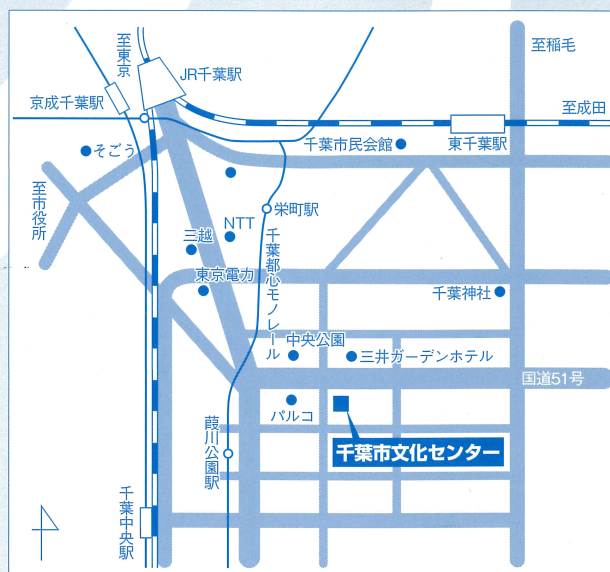 至東京
JR千葉駅
至稲毛
京成千葉駅
至成田
そごう
千葉市民会館
東千葉駅
至市役所
栄町駅
NTT
三越
千葉都心モノレール
東京電力
千葉神社
中央公園
三井ガーデンホテル
国道51号
パルコ
葭川公園駅
千葉市文化センター
千葉中央駅